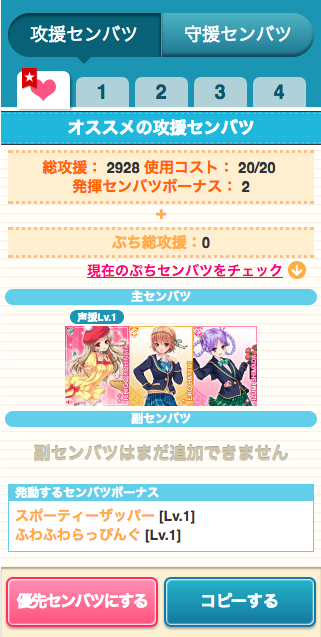 攻援センバツ
守援センバツ
1
2
3
4
オススメの攻援センバツ
総攻援： 2928 使用コスト： 20/20
発揮センバツボーナス： 2
+
ぷち総攻援：0
現在のぷちセンバツをチェック
主センバツ
声援Lv.1
副センバツ
副センバツはまだ追加できません
発動するセンバツボーナス
スポーティーザッパー [Lv.1]
ふわふわらっぴんぐ [Lv.1]
優先センバツにする
コピーする